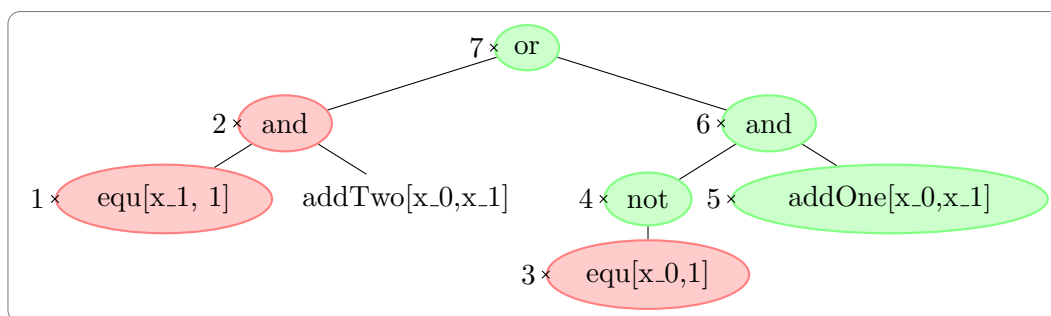 7 × or
2 × and
6 × and
1 × equ[x_1, 1]
addTwo[x_0,x_1]
4 × not
5 × addOne[x_0,x_1]
3 × equ[x_0,1]